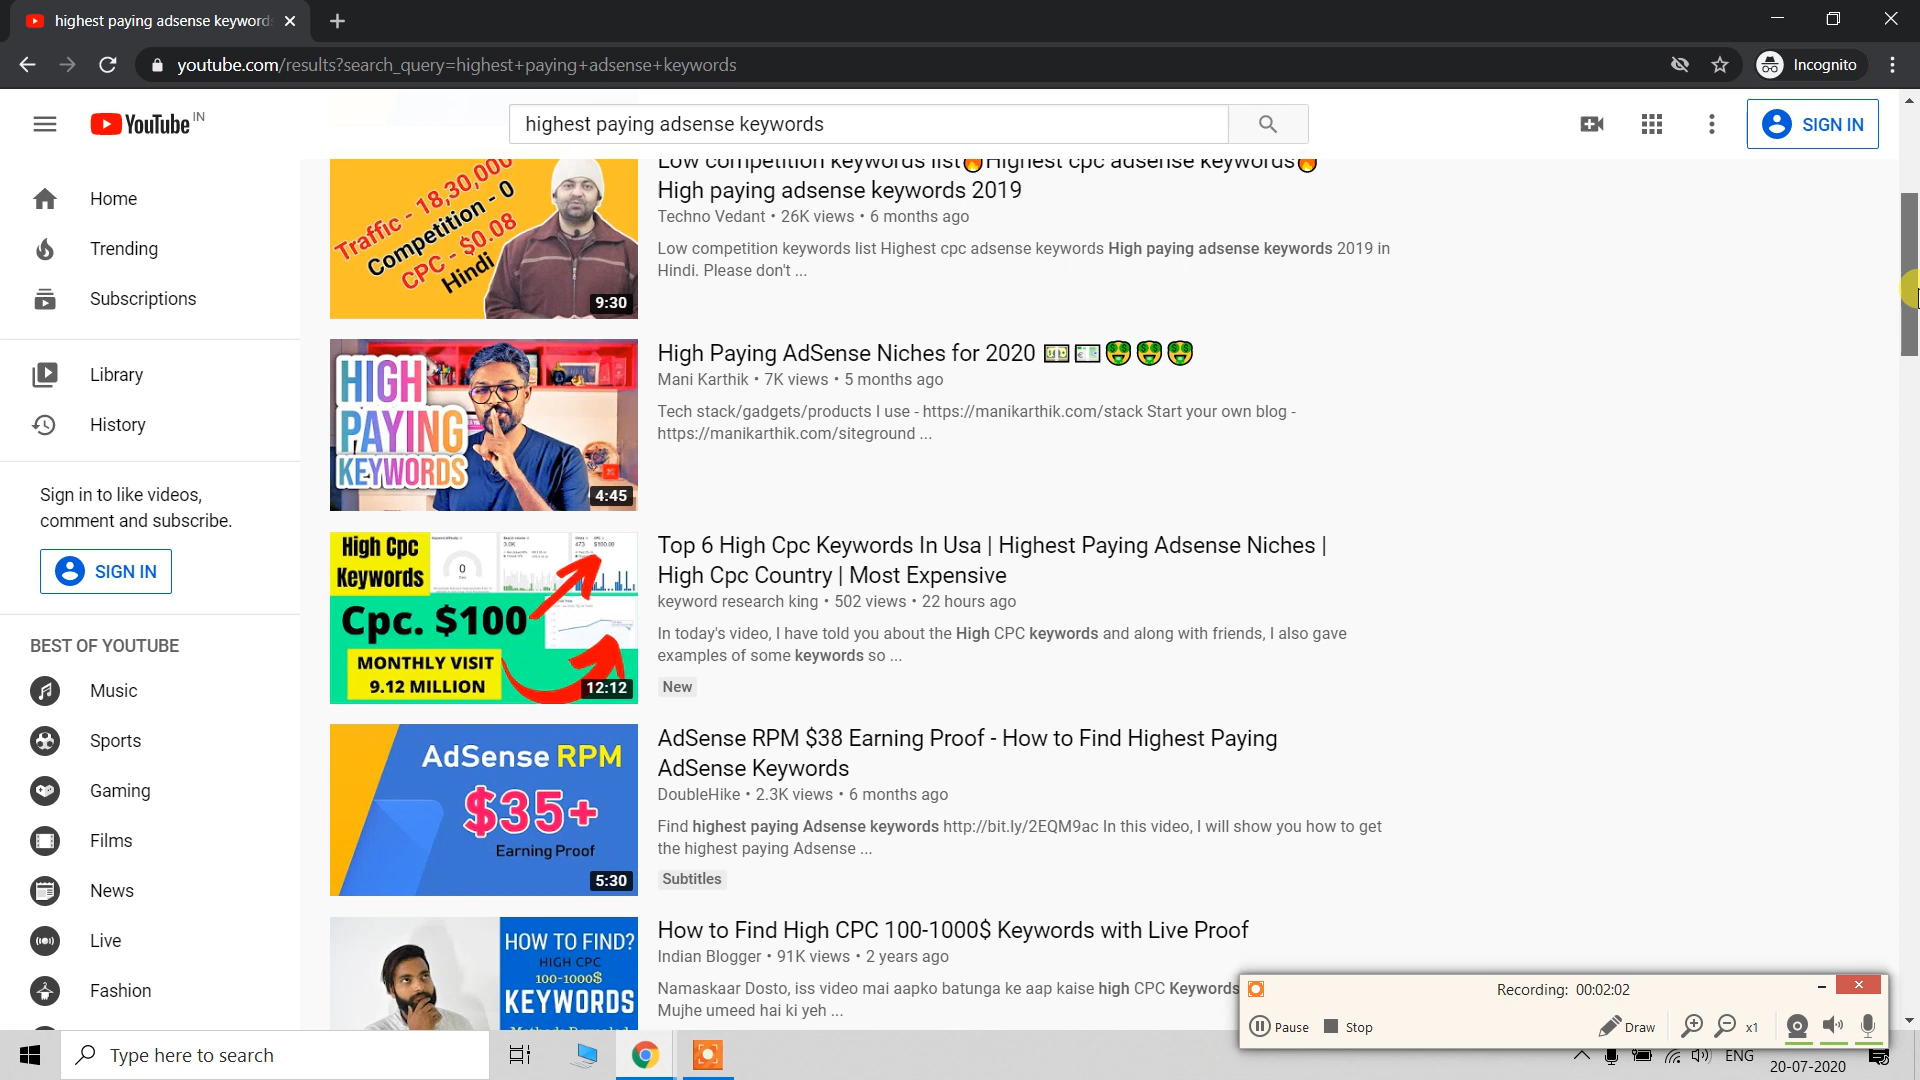 highest paying adsense keyword
youtube.com/results?search_query=highest+paying+adsense+keywords
Incognito
YouTube IN
highest paying adsense keywords
SIGN IN
Home
Trending
Subscriptions
Library
History
Sign in to like videos,
comment and subscribe.
SIGN IN
BEST OF YOUTUBE
Music
Sports
Gaming
Films
News
Live
Fashion
Traffic - 18,30,000
Competition - 0
CPC - $0.08
Hindi
9:30
Low competition keywords list🔥Highest cpc adsense keywords🔥
High paying adsense keywords 2019
Techno Vedant • 26K views • 6 months ago
Low competition keywords list Highest cpc adsense keywords High paying adsense keywords 2019 in
Hindi. Please don't ...
HIGH
PAYING
KEYWORDS
4:45
High Paying AdSense Niches for 2020 💵💶🤑🤑🤑
Mani Karthik • 7K views • 5 months ago
Tech stack/gadgets/products I use - https://manikarthik.com/stack Start your own blog -
https://manikarthik.com/siteground ...
High Cpc
Keywords
0
473 $100.00
Cpc. $100
MONTHLY VISIT
9.12 MILLION
12:12
Top 6 High Cpc Keywords In Usa | Highest Paying Adsense Niches |
High Cpc Country | Most Expensive
keyword research king • 502 views • 22 hours ago
In today's video, I have told you about the High CPC keywords and along with friends, I also gave
examples of some keywords so ...
New
AdSense RPM
$35+
Earning Proof
5:30
AdSense RPM $38 Earning Proof - How to Find Highest Paying
AdSense Keywords
DoubleHike • 2.3K views • 6 months ago
Find highest paying Adsense keywords http://bit.ly/2EQM9ac In this video, I will show you how to get
the highest paying Adsense ...
Subtitles
HOW TO FIND?
HIGH CPC
100-1000$
KEYWORDS
How to Find High CPC 100-1000$ Keywords with Live Proof
Indian Blogger • 91K views • 2 years ago
Namaskaar Dosto, iss video mai aapko batunga ke aap kaise high CPC Keywords
Mujhe umeed hai ki yeh ...
Recording: 00:02:02
Pause
Stop
Draw
x1
Type here to search
ENG
20-07-2020